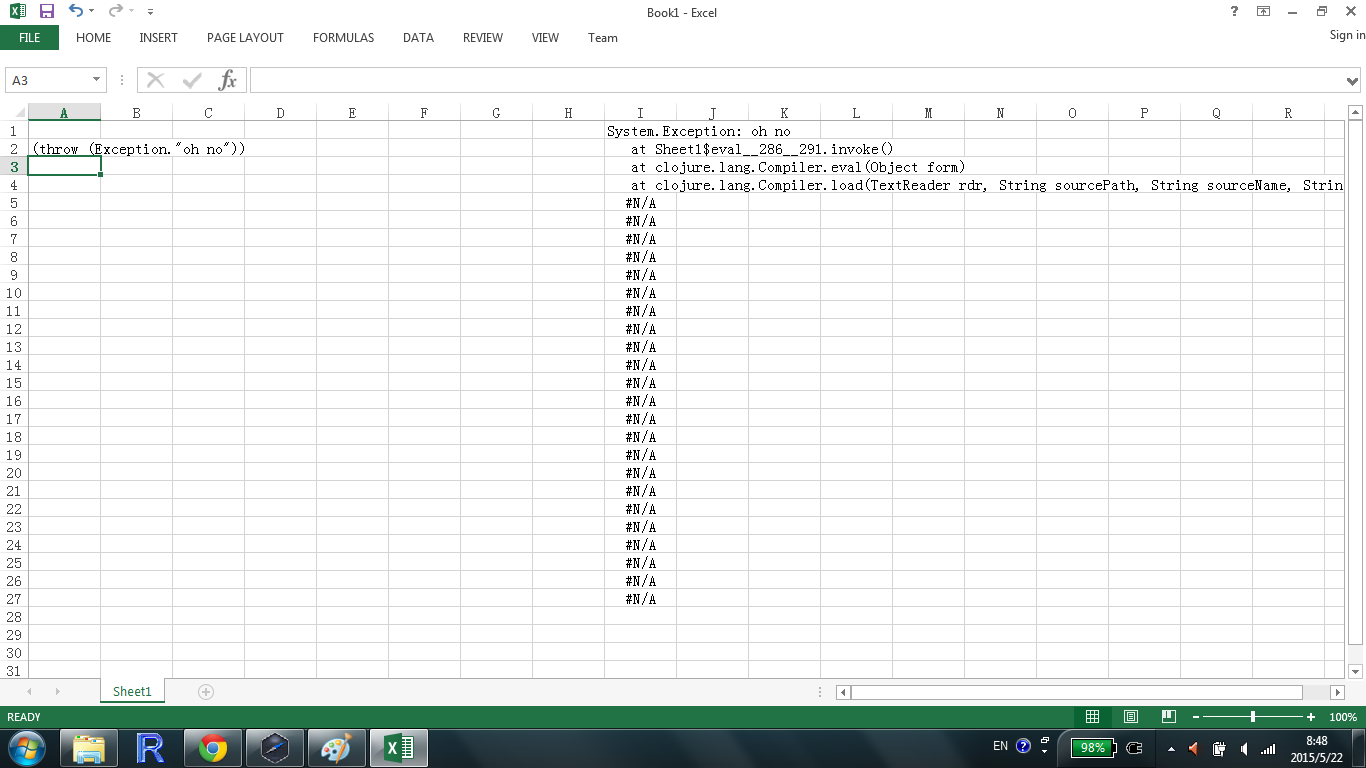 Book1 - Excel
FILE HOME INSERT PAGE LAYOUT FORMULAS DATA REVIEW VIEW Team Sign in
A3 fx
A B C D E F G H I J K L M N O P Q R
1 System.Exception: oh no
2 (throw (Exception."oh no")) at Sheet1$eval__286__291.invoke()
3 at clojure.lang.Compiler.eval(Object form)
4 at clojure.lang.Compiler.load(TextReader rdr, String sourcePath, String sourceName, Strin
5 #N/A
6 #N/A
7 #N/A
8 #N/A
9 #N/A
10 #N/A
11 #N/A
12 #N/A
13 #N/A
14 #N/A
15 #N/A
16 #N/A
17 #N/A
18 #N/A
19 #N/A
20 #N/A
21 #N/A
22 #N/A
23 #N/A
24 #N/A
25 #N/A
26 #N/A
27 #N/A
28
29
30
31
Sheet1
READY 100%
EN 98% 8:48
2015/5/22